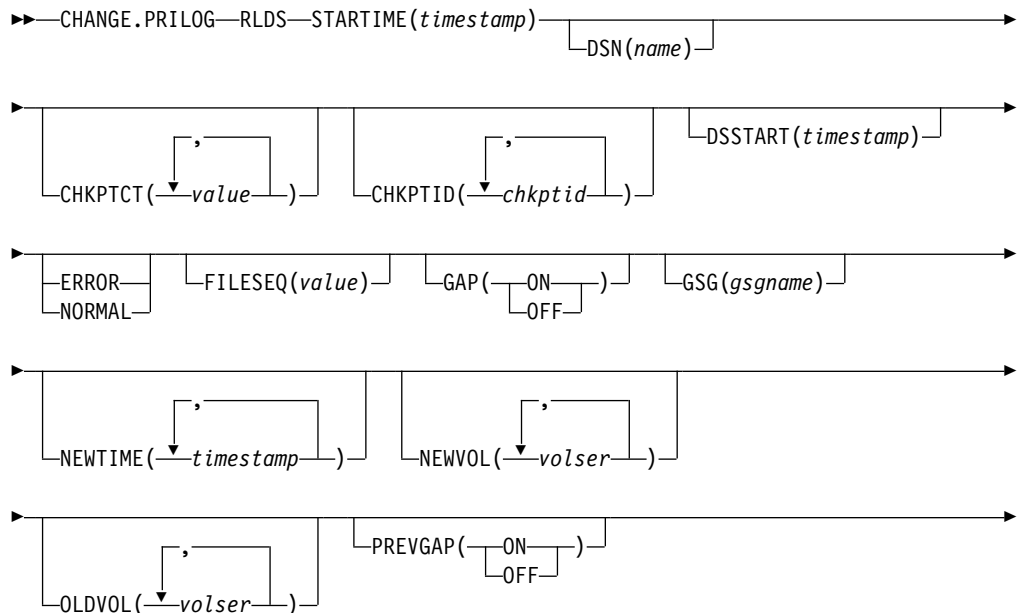 CHANGE.PRILOG RLDS STARTIME(timestamp)
DSN(name)
,
CHKPTCT( value )
,
CHKPTID( chkptid )
DSSTART(timestamp)
ERROR
NORMAL
FILESEQ(value)
GAP( ON )
OFF
GSG(gsgname)
,
NEWTIME( timestamp )
,
NEWVOL( volser )
,
OLDVOL( volser )
PREVGAP( ON )
OFF